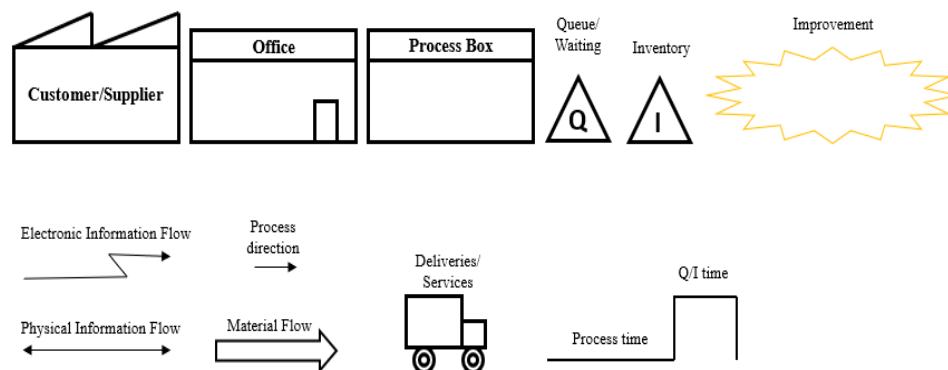 Customer/Supplier
Office
Process Box
Queue/
Waiting
Q
Inventory
I
Improvement
Electronic Information Flow
Process
direction
Deliveries/
Services
Q/I time
Physical Information Flow
Material Flow
Process time